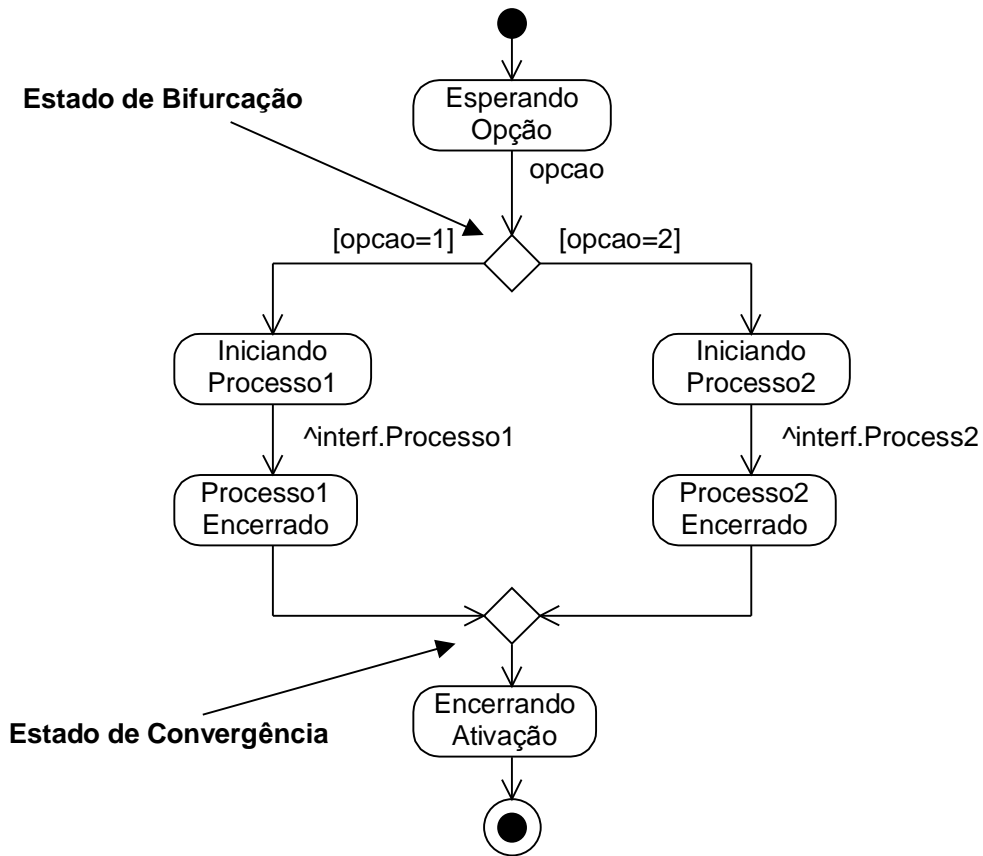 Estado de Bifurcação
Esperando
Opção
opcao
[opcao=1]
[opcao=2]
Iniciando
Processo1
Iniciando
Processo2
^interf.Processo1
^interf.Process2
Processo1
Encerrado
Processo2
Encerrado
Estado de Convergência
Encerrando
Ativação